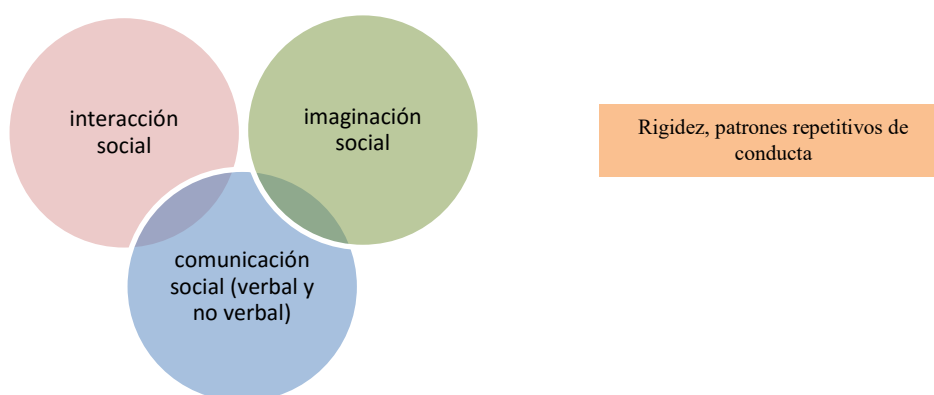 interacción
social
imaginación
social
Rigidez, patrones repetitivos de
conducta
comunicación
social (verbal y
no verbal)